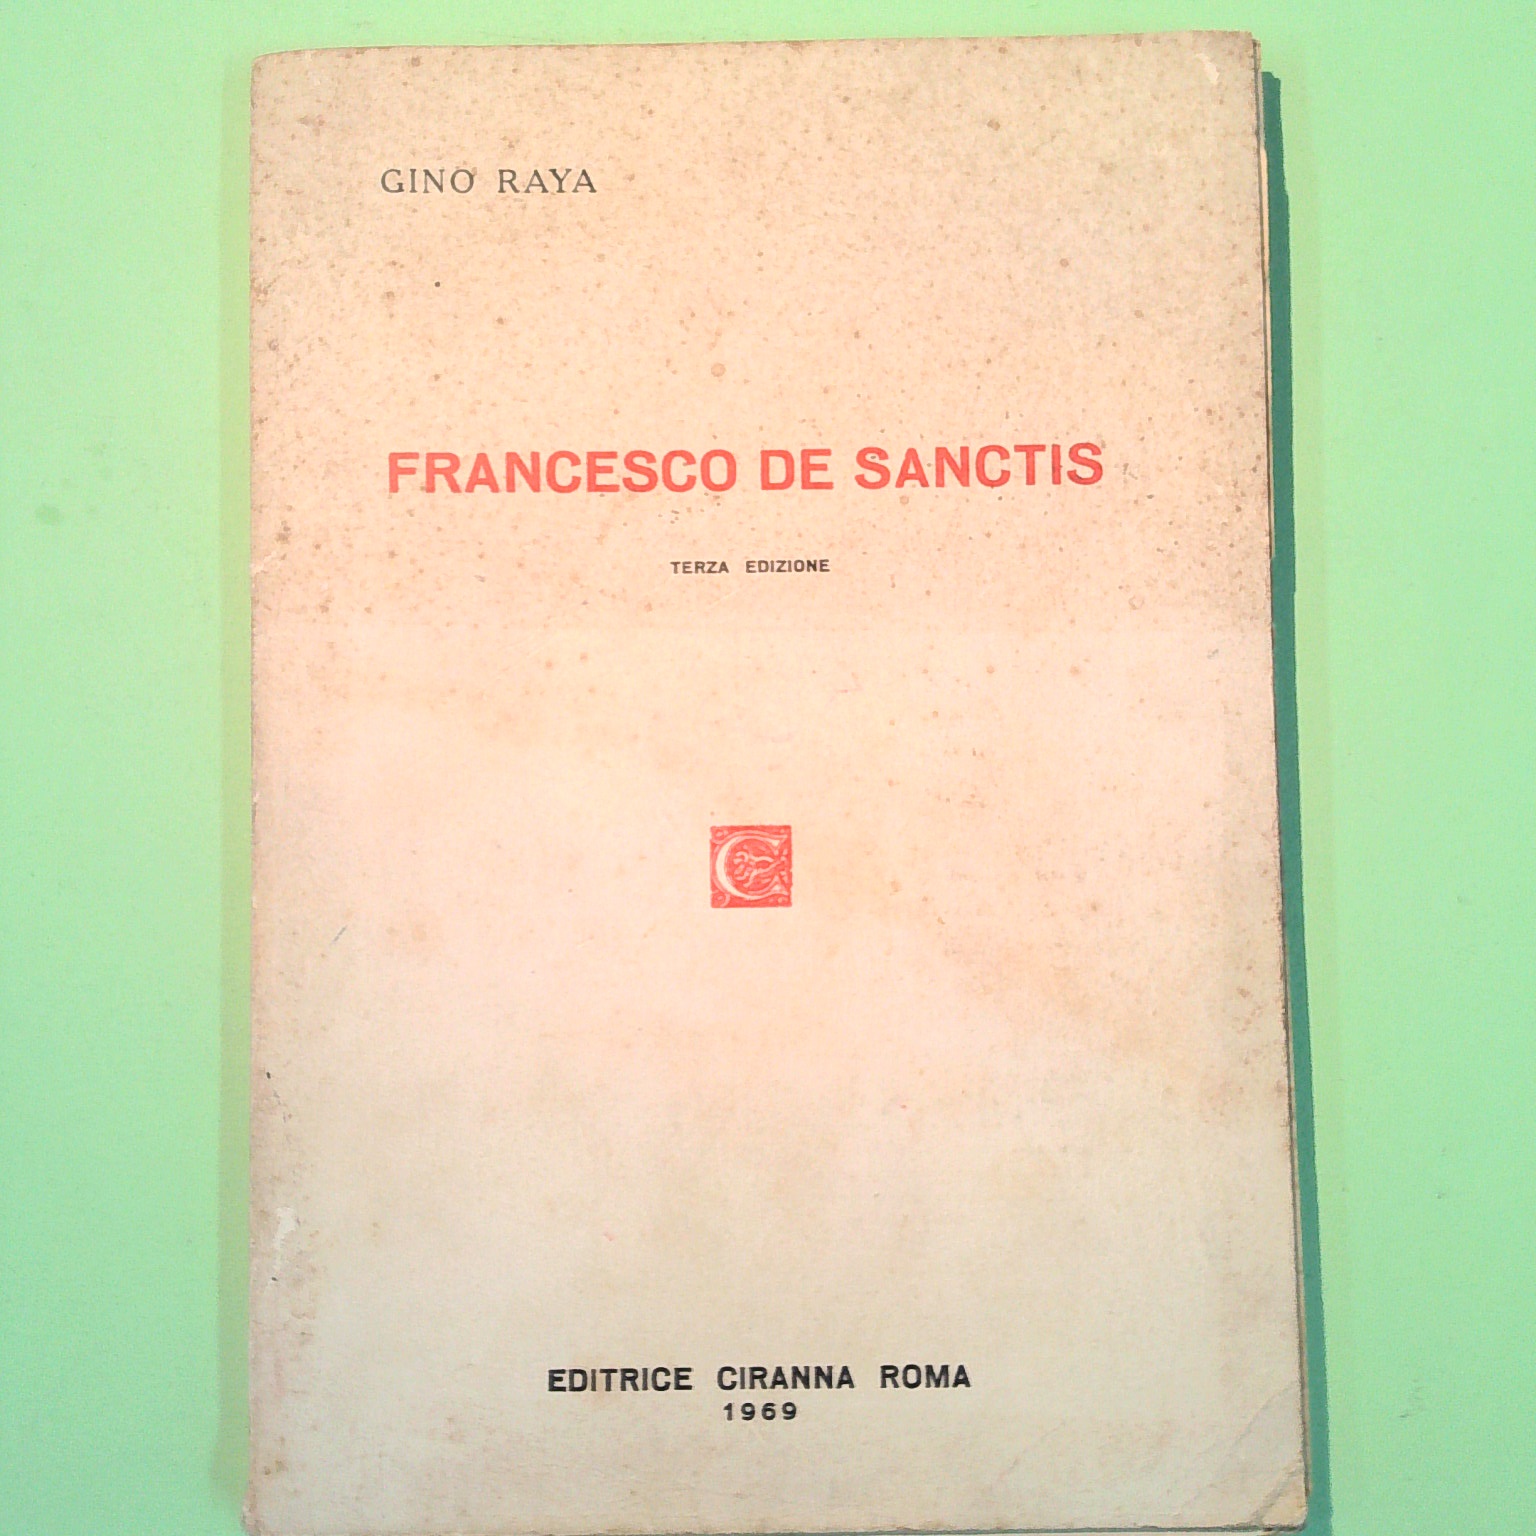 GINO RAYA
FRANCESCO DE SANCTIS
TERZA EDIZIONE
C
EDITRICE CIRANNA ROMA
1969